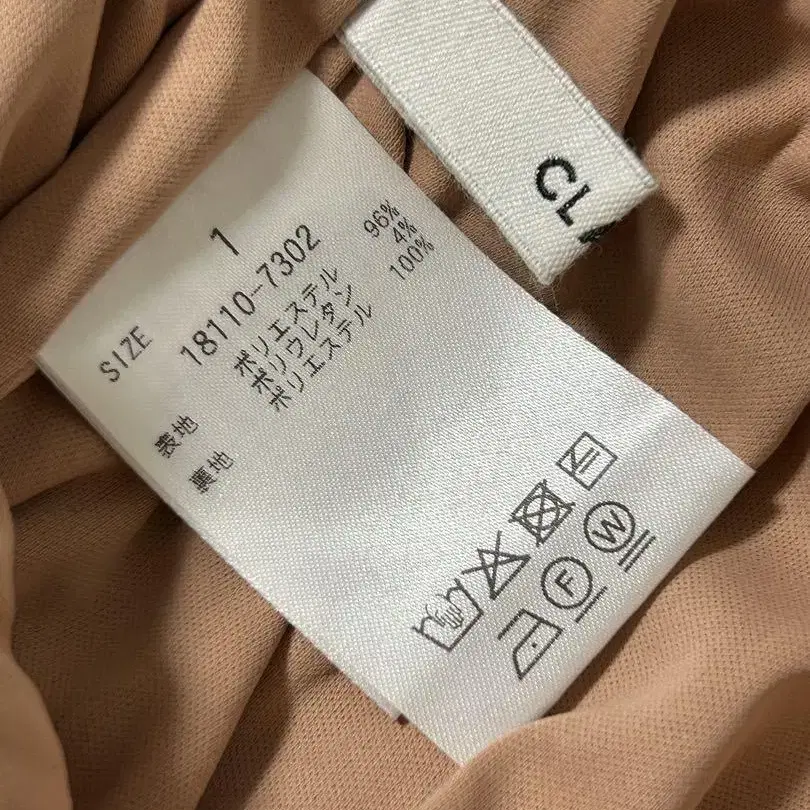 CL
SIZE 1
18110-7302
表地 ポリエステル 96%
ポリウレタン 4%
裏地 ポリエステル 100%
W
F